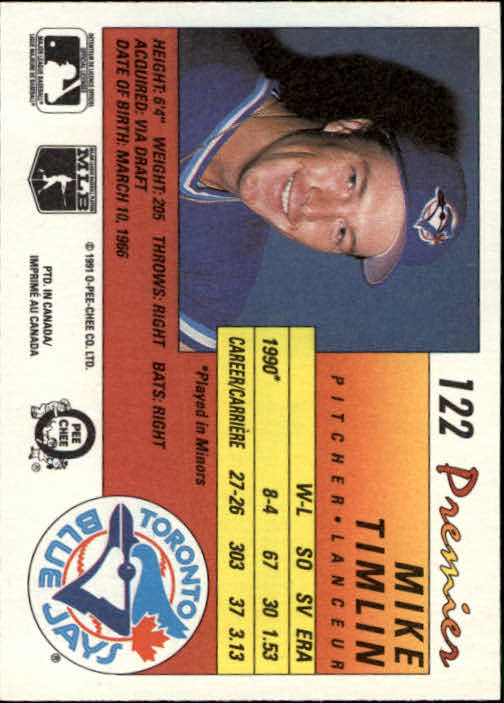 122 Premier
MIKE
TIMLIN
PITCHER • LANCEUR
W-L SO SV ERA
1990* 8-4 67 30 1.53
CAREER/CARRIÈRE 27-26 303 37 3.13
*Played in Minors
HEIGHT: 6'4" WEIGHT: 205 THROWS: RIGHT BATS: RIGHT
ACQUIRED: VIA DRAFT
DATE OF BIRTH: MARCH 10, 1966
TORONTO
BLUE JAYS
®
MLB
© 1991 O-PEE-CHEE CO. LTD.
PTD. IN CANADA/
IMPRIMÉ AU CANADA
O
PEE
CHEE
®